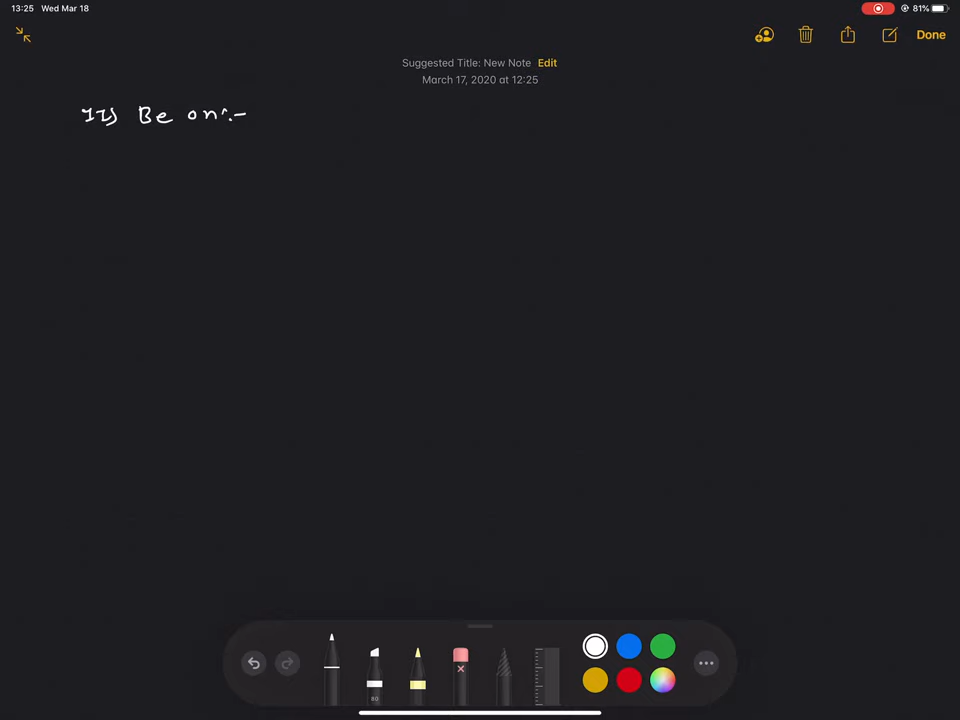 13:25 Wed Mar 18
81%
Done
Suggested Title: New Note Edit
March 17, 2020 at 12:25
Be on:-
80